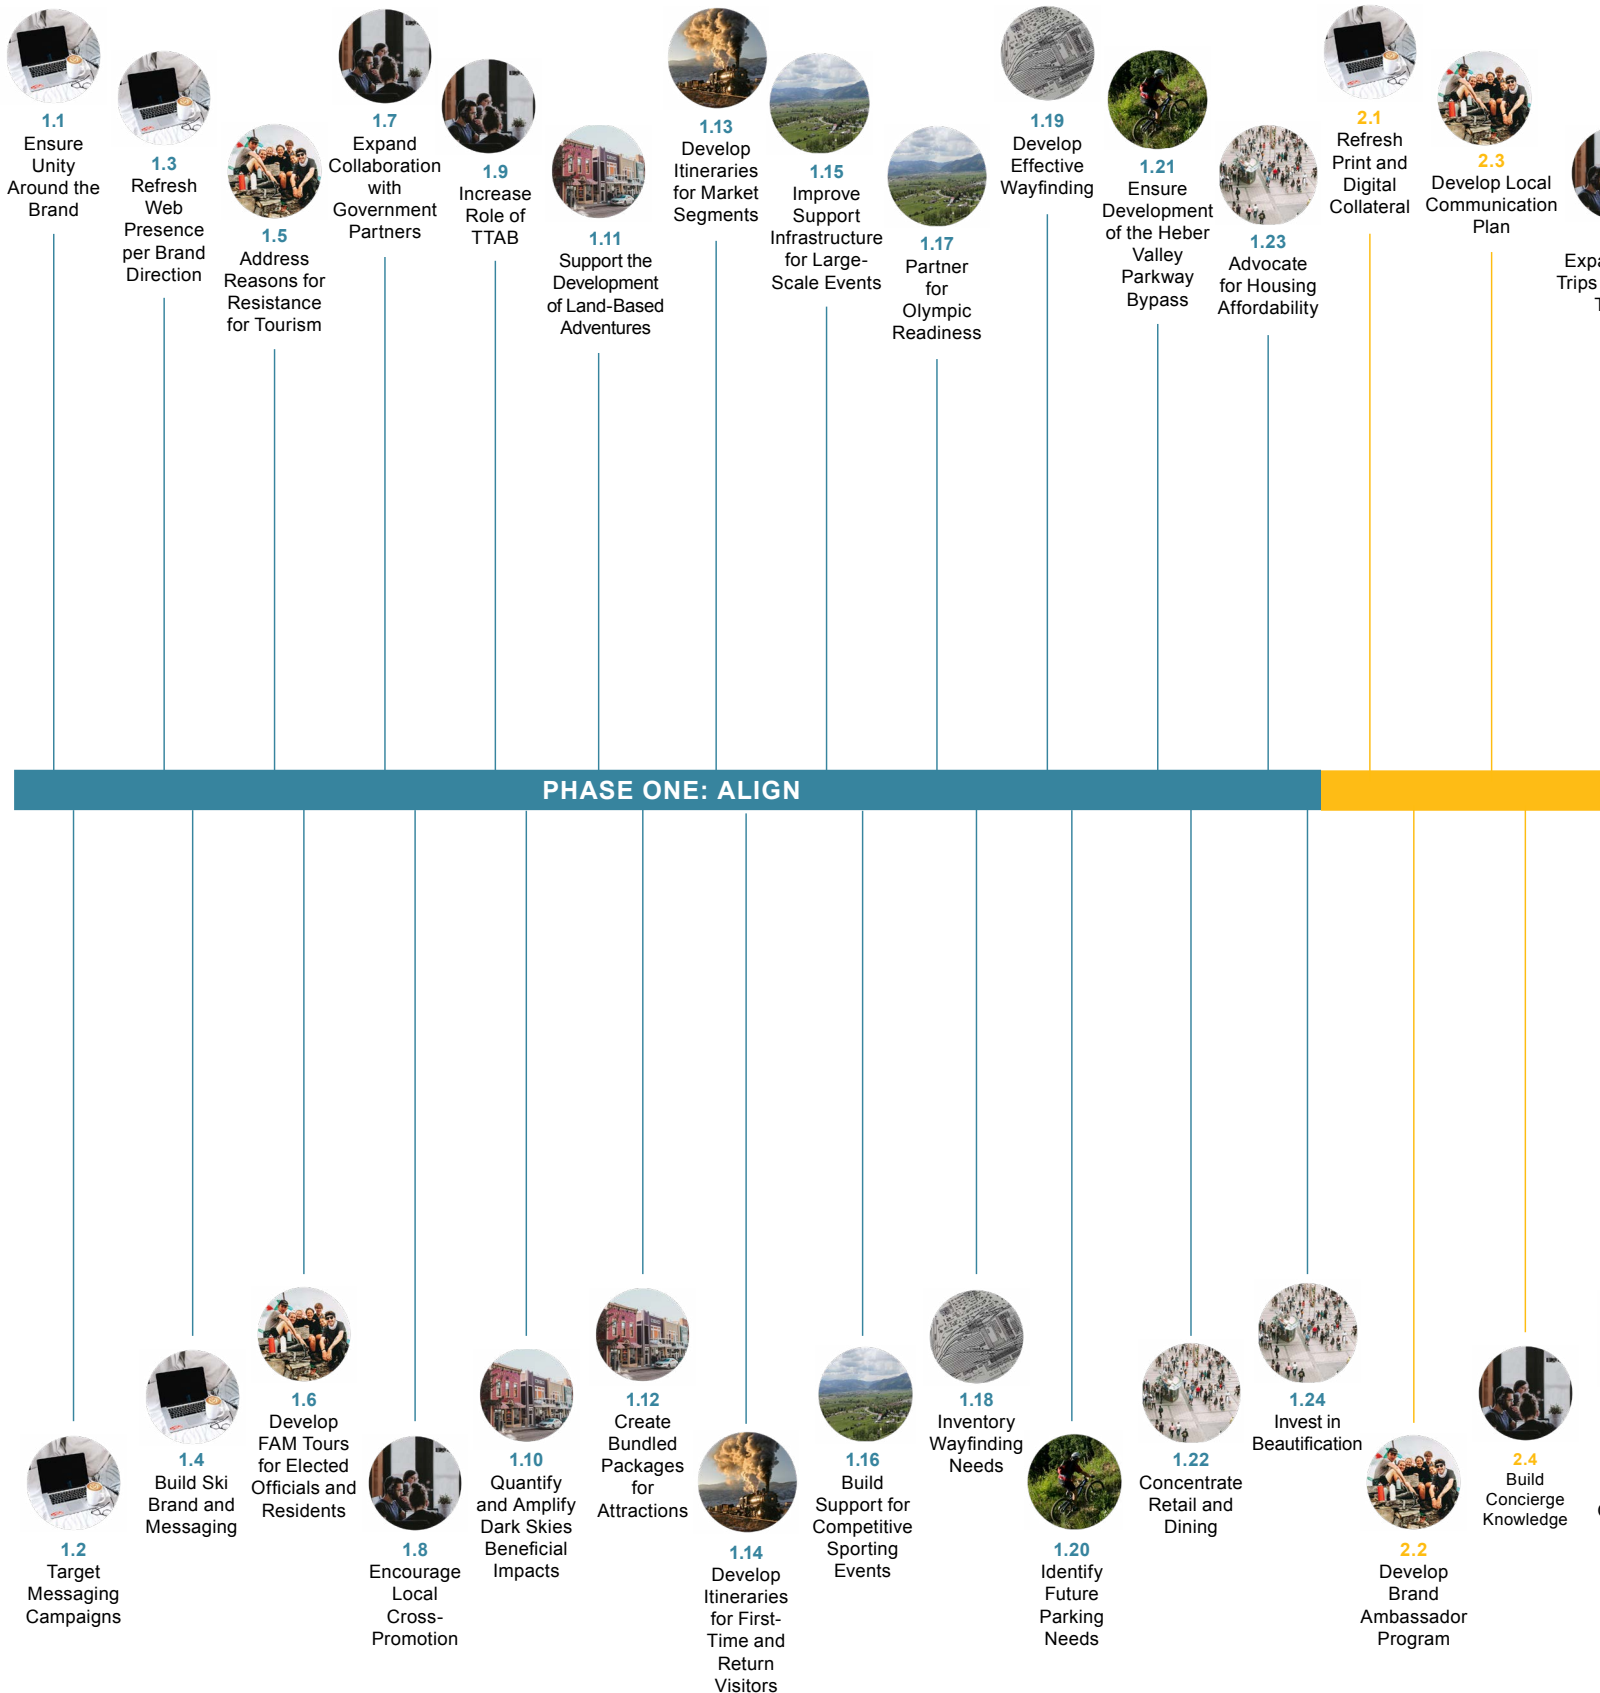 1.1
Ensure
Unity
Around the
Brand
1.3
Refresh
Web
Presence
per Brand
Direction
1.5
Address
Reasons for
Resistance
for Tourism
1.7
Expand
Collaboration
with
Government
Partners
1.9
Increase
Role of
TTAB
1.11
Support the
Development
of Land-Based
Adventures
1.13
Develop
Itineraries
for Market
Segments
1.15
Improve
Support
Infrastructure
for Large-
Scale Events
1.17
Partner
for
Olympic
Readiness
1.19
Develop
Effective
Wayfinding
1.21
Ensure
Development
of the Heber
Valley
Parkway
Bypass
1.23
Advocate
for Housing
Affordability
2.1
Refresh
Print and
Digital
Collateral
2.3
Develop Local
Communication
Plan
Trips
PHASE ONE: ALIGN
1.2
Target
Messaging
Campaigns
1.4
Build Ski
Brand and
Messaging
1.6
Develop
FAM Tours
for Elected
Officials and
Residents
1.8
Encourage
Local
Cross-
Promotion
1.10
Quantify
and Amplify
Dark Skies
Beneficial
Impacts
1.12
Create
Bundled
Packages
for
Attractions
1.14
Develop
Itineraries
for First-
Time and
Return
Visitors
1.16
Build
Support for
Competitive
Sporting
Events
1.18
Inventory
Wayfinding
Needs
1.20
Identify
Future
Parking
Needs
1.22
Concentrate
Retail and
Dining
1.24
Invest in
Beautification
2.2
Develop
Brand
Ambassador
Program
2.4
Build
Concierge
Knowledge